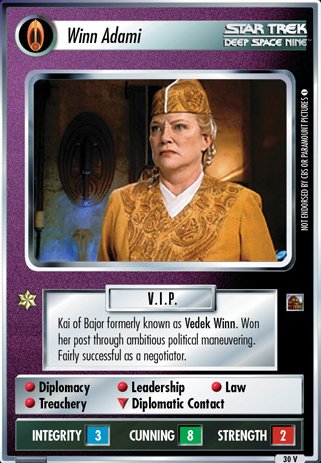 Winn Adami
STAR TREK
DEEP SPACE NINE
NOT ENDORSED BY CBS OR PARAMOUNT PICTURES
V.I.P.
Kai of Bajor formerly known as Vedek Winn. Won
her post through ambitious political maneuvering.
Fairly successful as a negotiator.
Diplomacy Leadership Law
Treachery Diplomatic Contact
INTEGRITY 3 CUNNING 8 STRENGTH 2
30 V